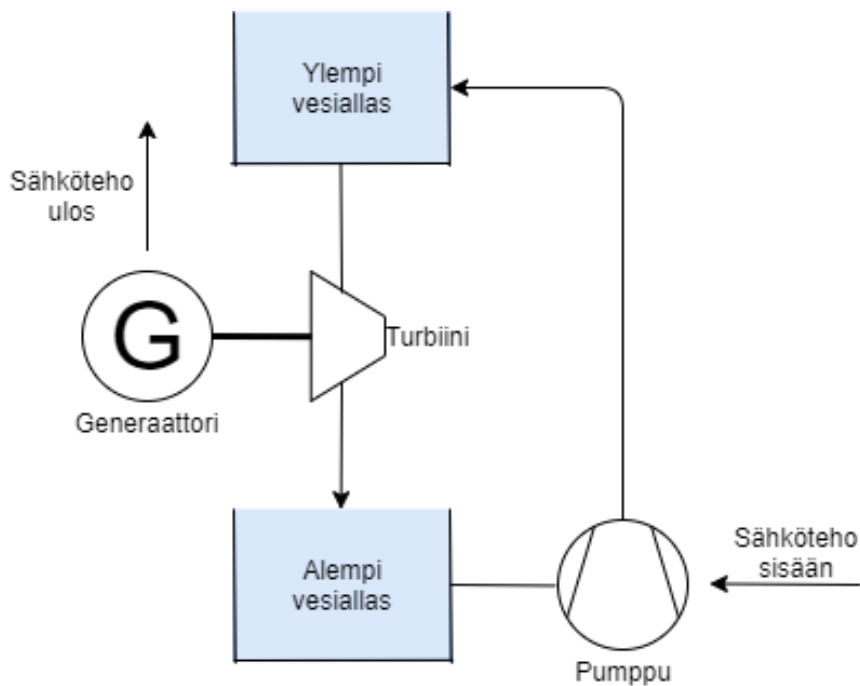 Ylempi
vesiallas
Sähköteho
ulos
G
Turbiini
Generaattori
Alempi
vesiallas
Sähköteho
sisään
Pumppu